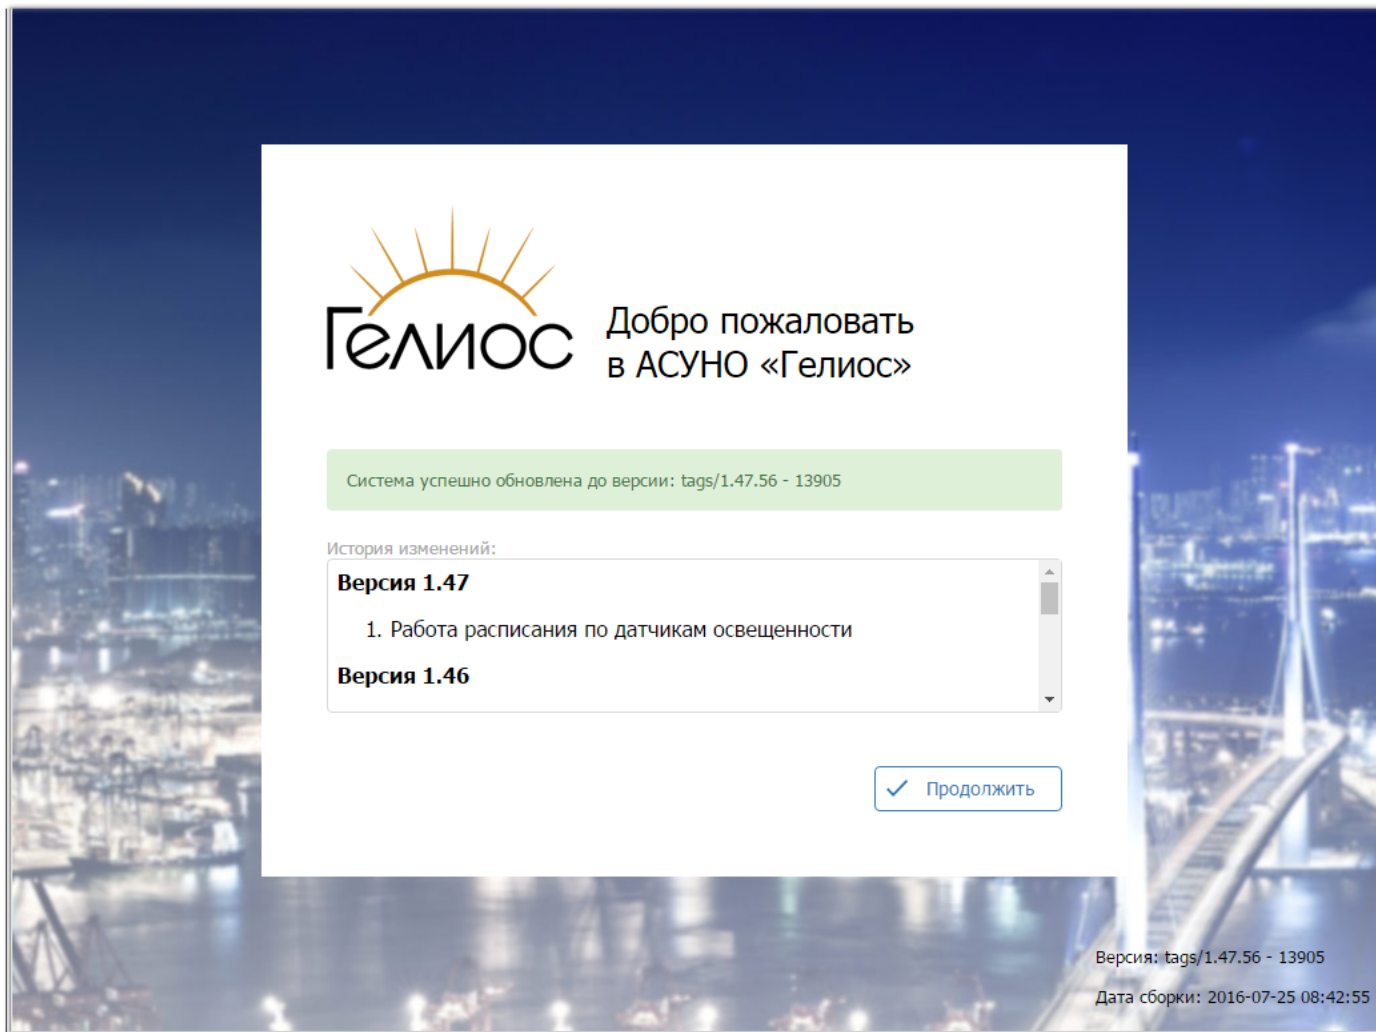 Гелиос
Добро пожаловать
в АСУНО «Гелиос»
Система успешно обновлена до версии: tags/1.47.56 - 13905
История изменений:
Версия 1.47
1. Работа расписания по датчикам освещенности
Версия 1.46
Продолжить
Версия: tags/1.47.56 - 13905
Дата сборки: 2016-07-25 08:42:55